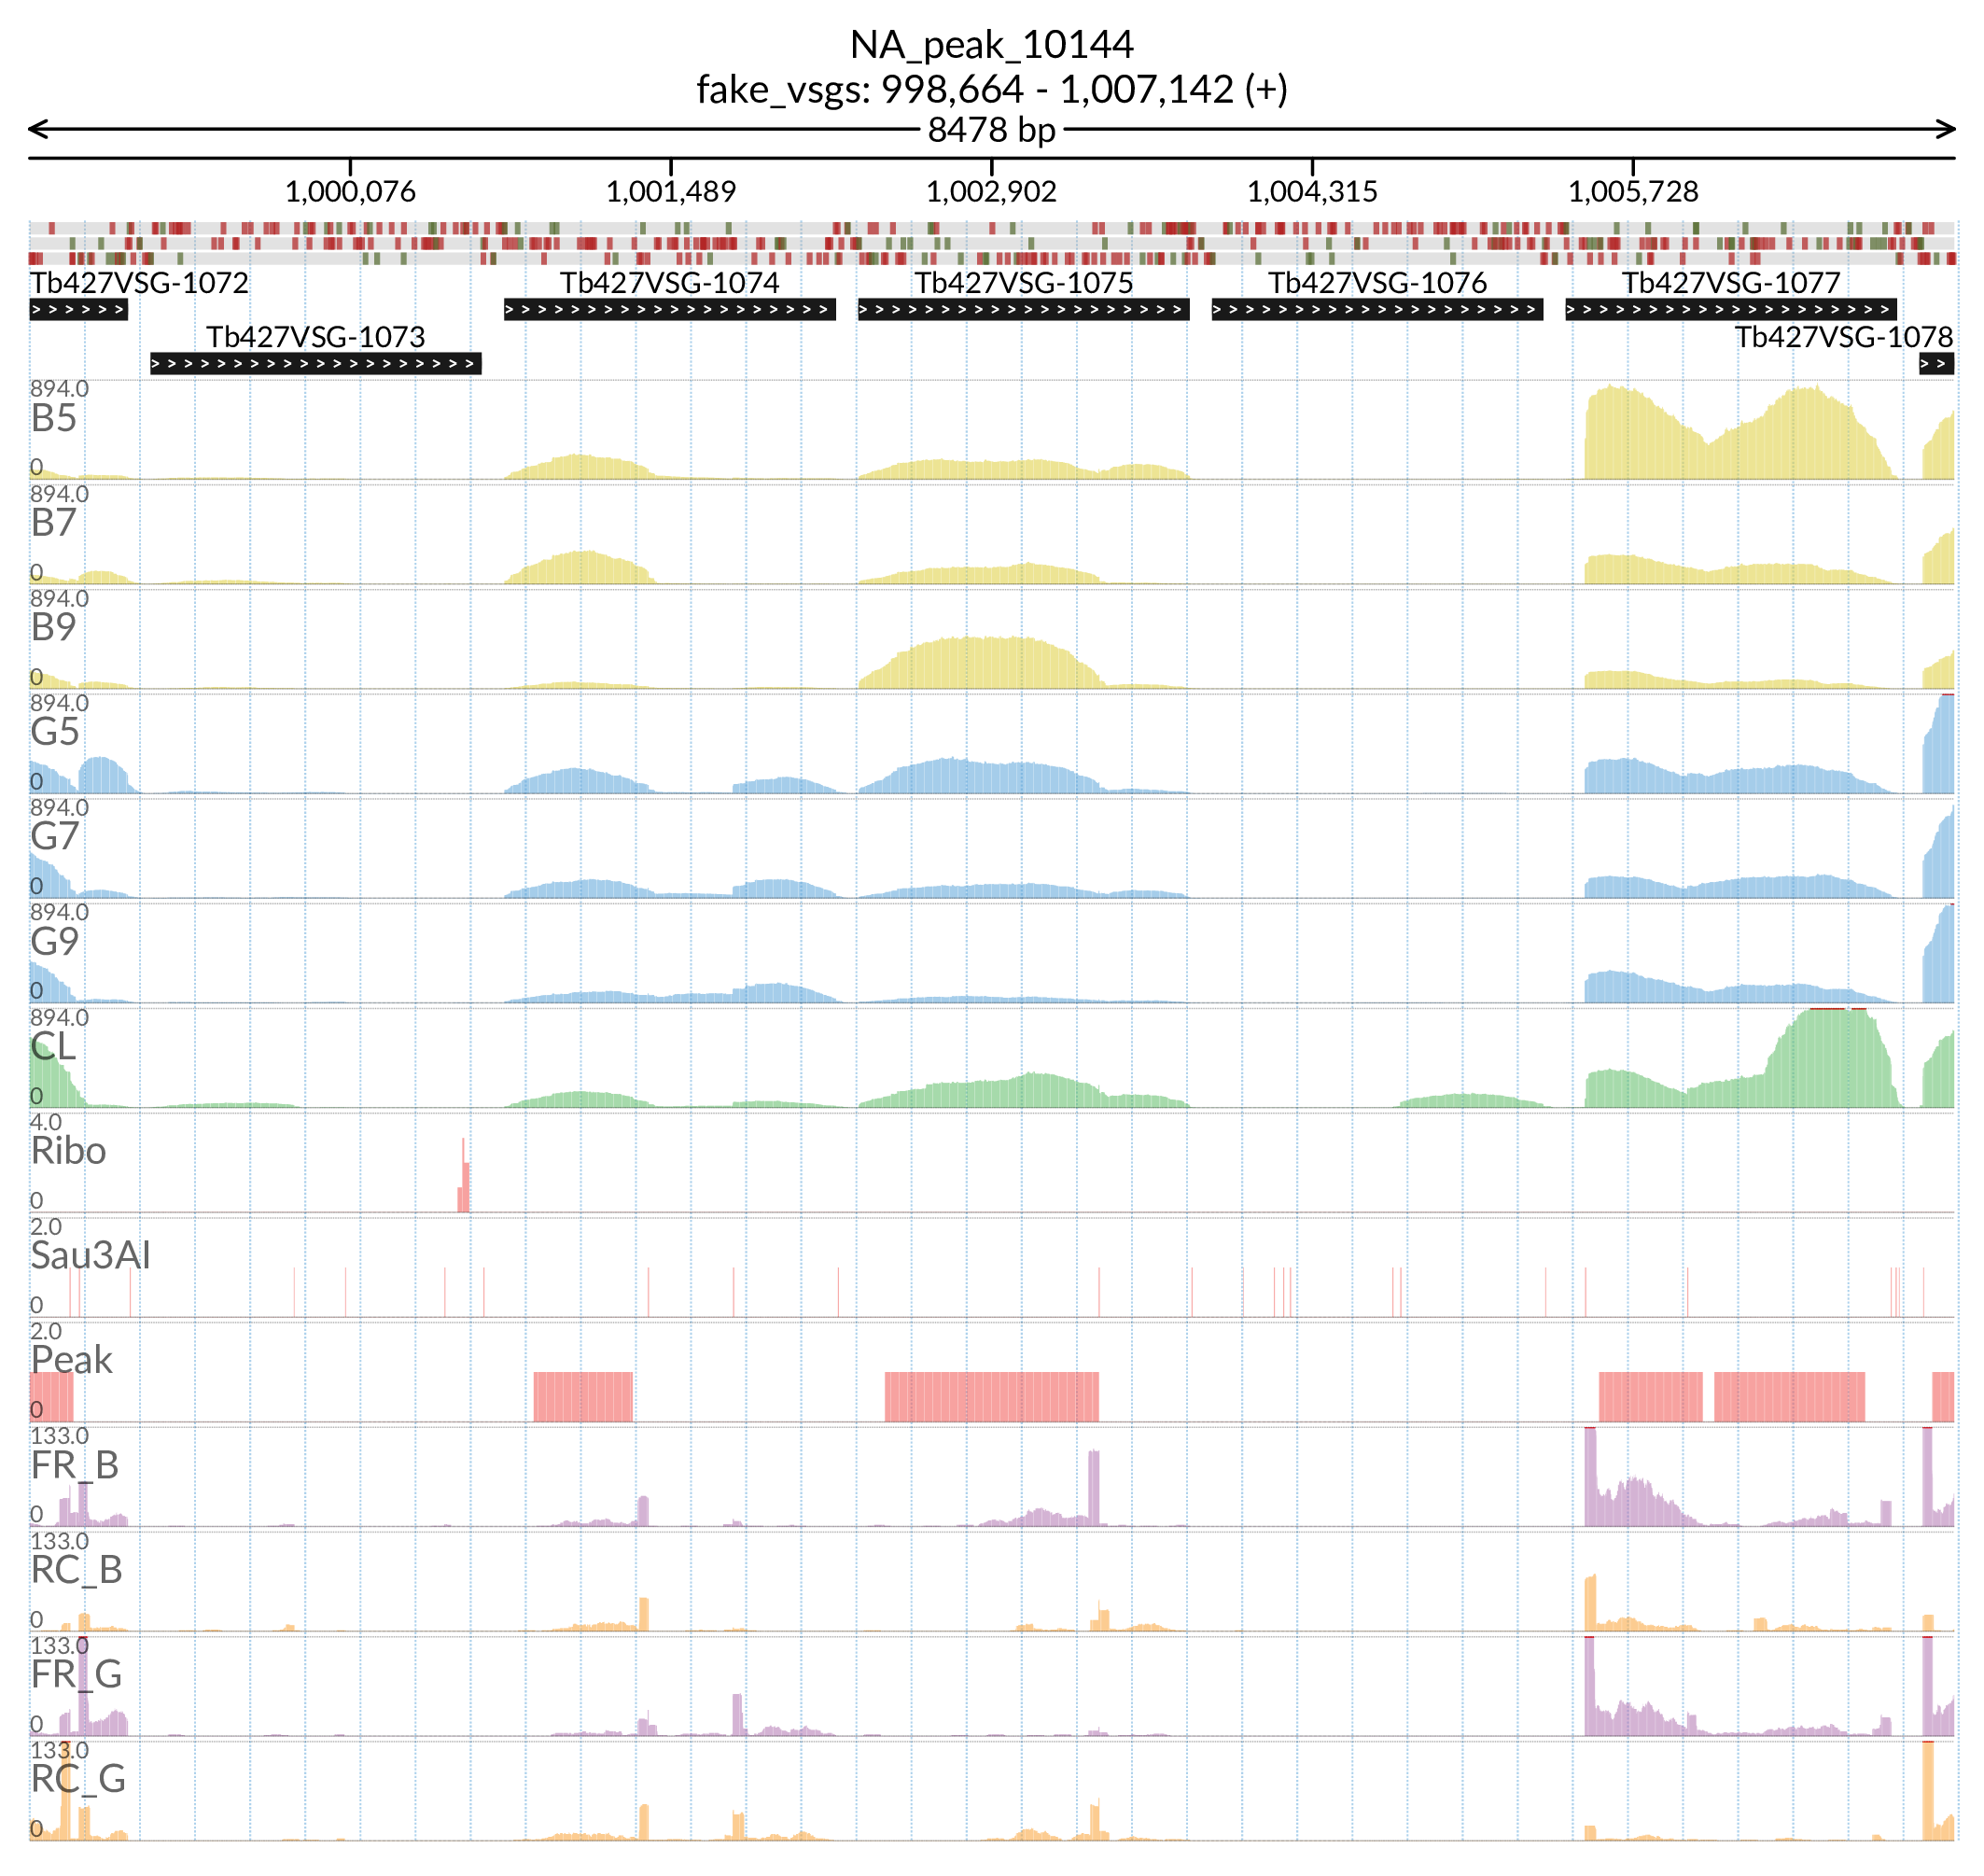 NA_peak_10144
fake_vsgs: 998,664 - 1,007,142 (+)
8478 bp
1,000,076 1,001,489 1,002,902 1,004,315 1,005,728
Tb427VSG-1072 Tb427VSG-1074 Tb427VSG-1075 Tb427VSG-1076 Tb427VSG-1077
Tb427VSG-1073 Tb427VSG-1078
894.0
B5
0
894.0
B7
0
894.0
B9
0
894.0
G5
0
894.0
G7
0
894.0
G9
0
894.0
CL
0
4.0
Ribo
0
2.0
Sau3AI
0
2.0
Peak
0
133.0
FR_B
0
133.0
RC_B
0
133.0
FR_G
0
133.0
RC_G
0